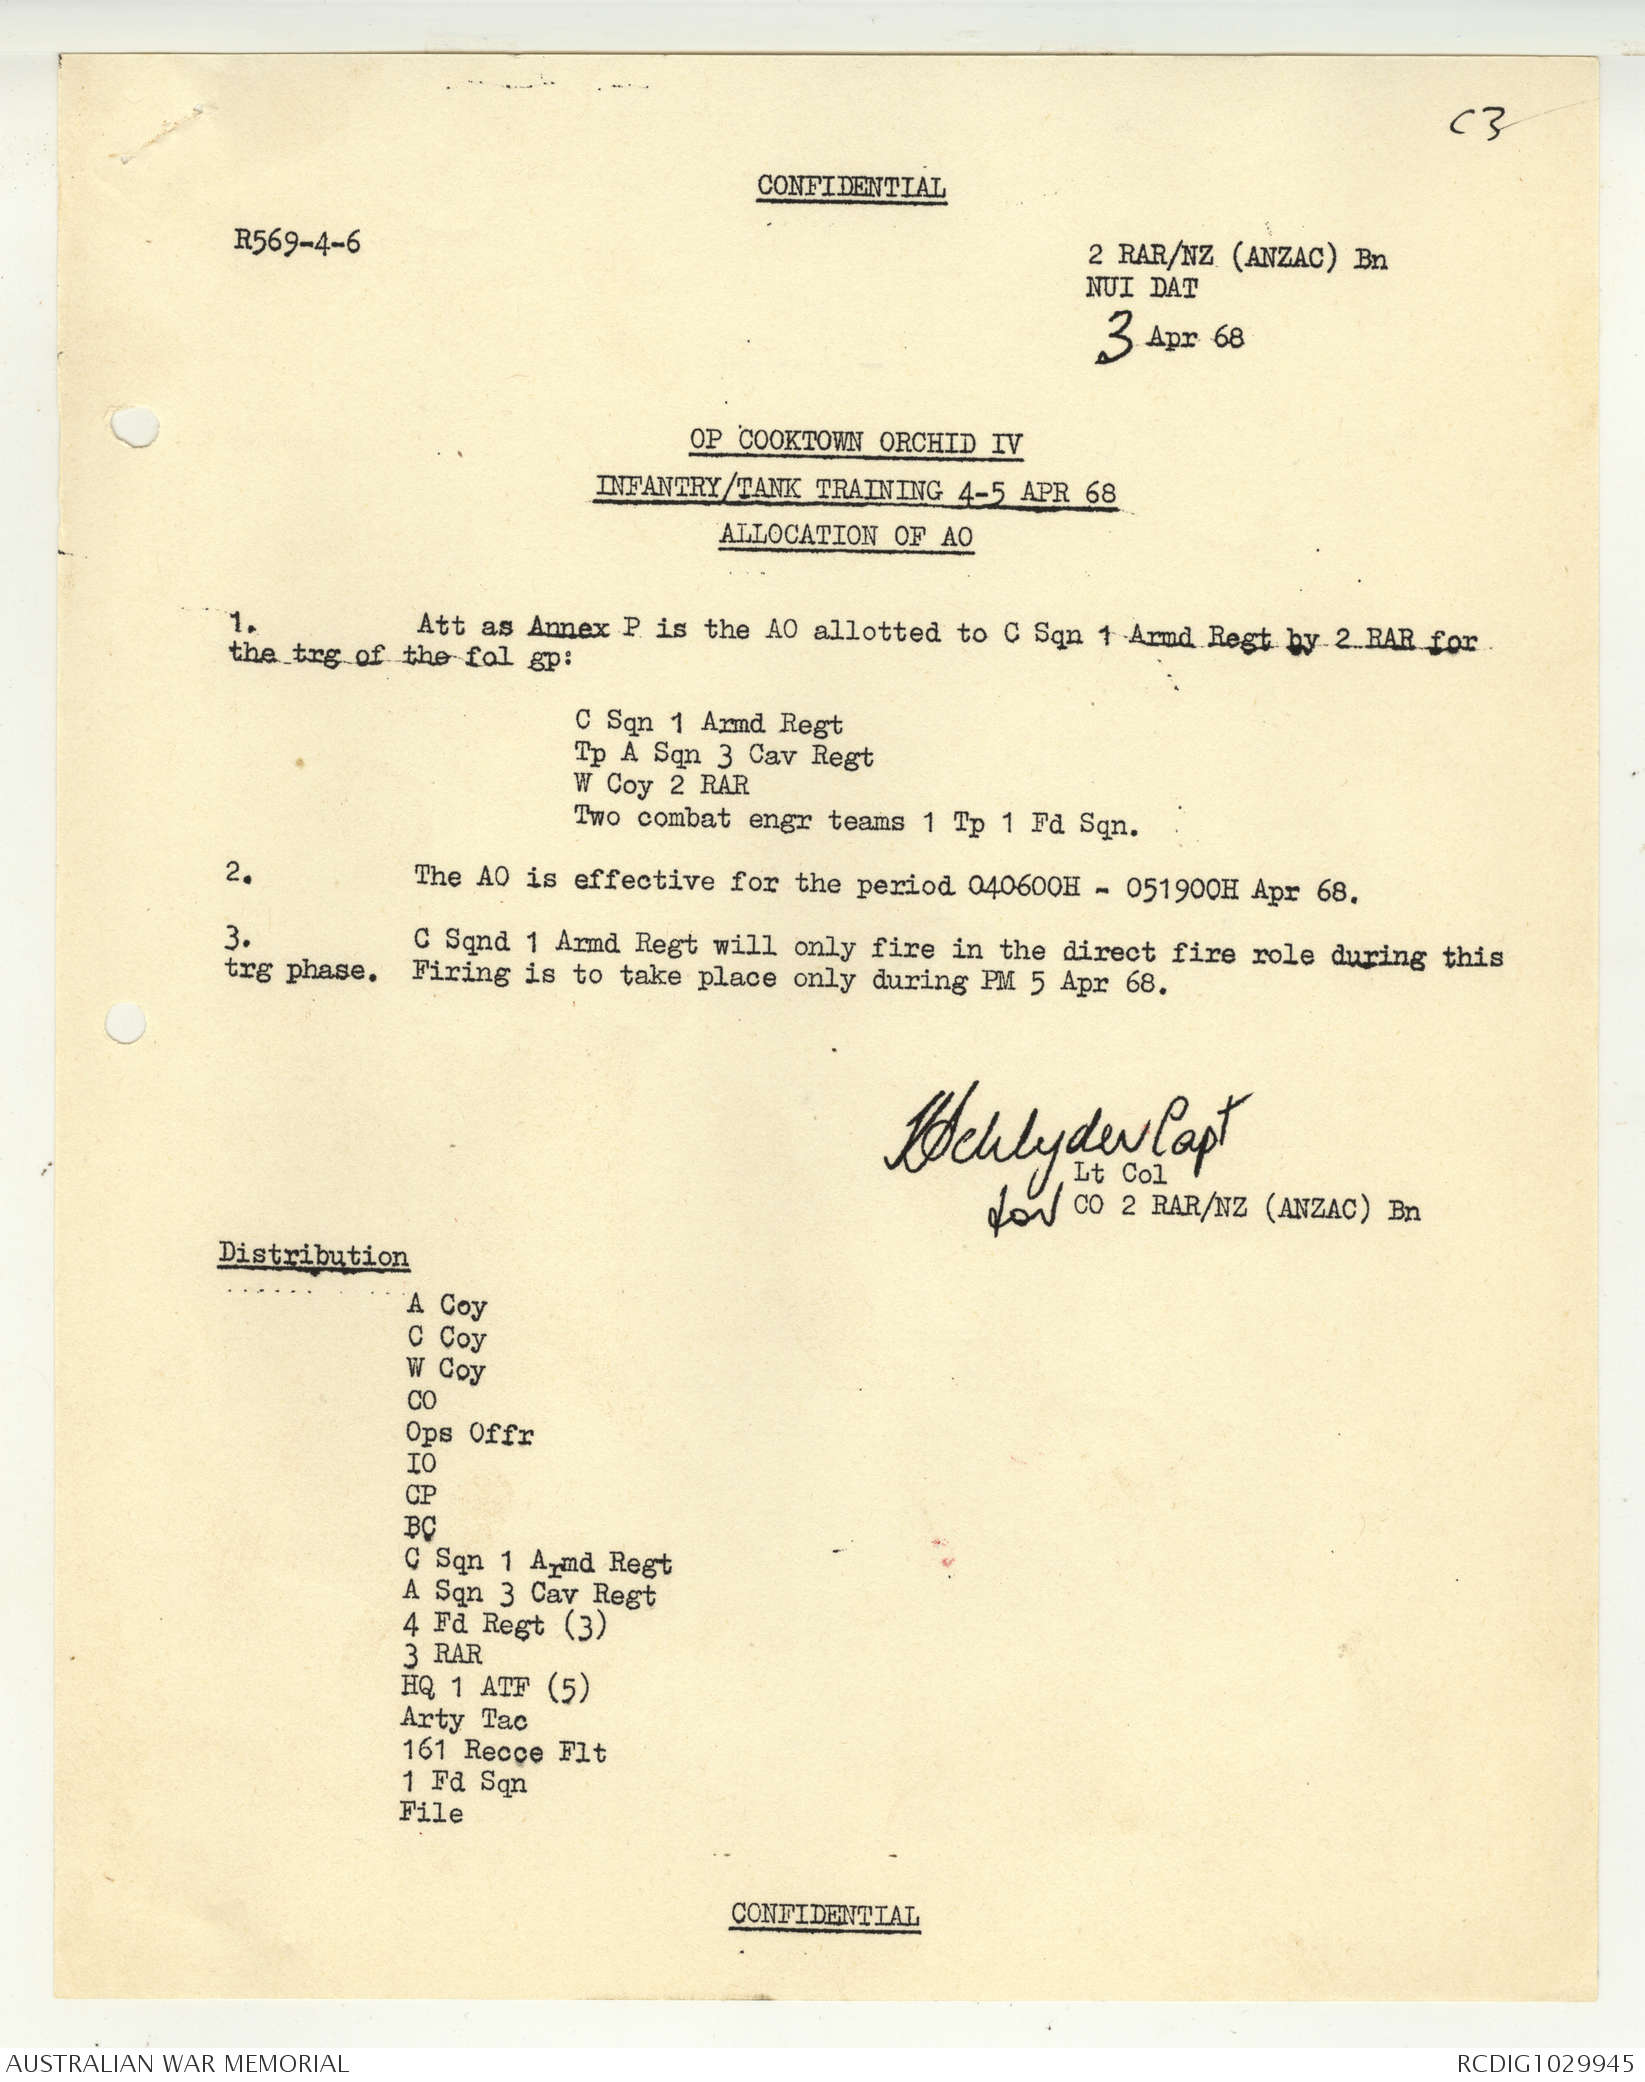 C3
CONFIDENTIAL
R569-4-6
2 RAR/NZ (ANZAC) Bn
NUI DAT
3 Apr 68
OP COOKTOWN ORCHID IV
INFANTRY/TANK TRAINING 4-5 APR 68
ALLOCATION OF AO
1. Att as Annex P is the AO allotted to C Sqn 1 Armd Regt by 2 RAR for
the trg of the fol gp:
C Sqn 1 Armd Regt
Tp A Sqn 3 Cav Regt
W Coy 2 RAR
Two combat engr teams 1 Tp 1 Fd Sqn.
2. The AO is effective for the period 040600H - 051900H Apr 68.
3. C Sqnd 1 Armd Regt will only fire in the direct fire role during this
trg phase. Firing is to take place only during PM 5 Apr 68.
Capt
Lt Col
for CO 2 RAR/NZ (ANZAC) Bn
Distribution
A Coy
C Coy
W Coy
CO
Ops Offr
IO
CP
BC
C Sqn 1 Armd Regt
A Sqn 3 Cav Regt
4 Fd Regt (3)
3 RAR
HQ 1 ATF (5)
Arty Tac
161 Recce Flt
1 Fd Sqn
File
CONFIDENTIAL
AUSTRALIAN WAR MEMORIAL
RCDIG1029945